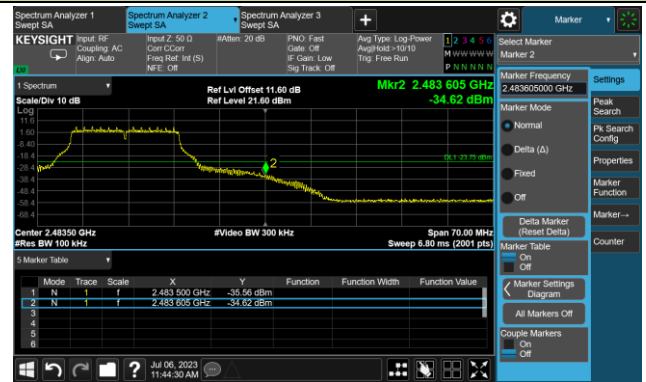 Spectrum Analyzer 1
Swept SA
Spectrum Analyzer 2
Swept SA
Spectrum Analyzer 3
Swept SA
+
Marker
KEYSIGHT
Input: RF
Coupling: AC
Align: Auto
Input Z: 50 Ω
Corr CCorr
Freq Ref: Int (S)
NFE: Off
#Atten: 20 dB
PNO: Fast
Gate: Off
IF Gain: Low
Sig Track: Off
Avg Type: Log-Power
Avg|Hold:>10/10
Trig: Free Run
1 2 3 4 5 6
M W W W W W
P N N N N N
Select Marker
Marker 2
1 Spectrum
Scale/Div 10 dB
Log
Ref Lvl Offset 11.60 dB
Ref Level 21.60 dBm
Mkr2 2.483 605 GHz
-34.62 dBm
11.6
1.60
-8.40
-18.4
-28.4
-38.4
-48.4
-58.4
-68.4
2
DL1 -23.75 dBm
Center 2.48350 GHz
#Res BW 100 kHz
#Video BW 300 kHz
Span 70.00 MHz
Sweep 6.80 ms (2001 pts)
5 Marker Table
Mode Trace Scale X Y Function Function Width Function Value
1 N 1 f 2.483 500 GHz -35.56 dBm
2 N 1 f 2.483 605 GHz -34.62 dBm
3
4
5
6
Marker Frequency
2.483605000 GHz
Marker Mode
Normal
Delta (Δ)
Fixed
Off
Delta Marker
(Reset Delta)
Marker Table
On
Off
Marker Settings
Diagram
All Markers Off
Couple Markers
On
Off
Settings
Peak
Search
Pk Search
Config
Properties
Marker
Function
Marker→
Counter
?
Jul 06, 2023
11:44:30 AM